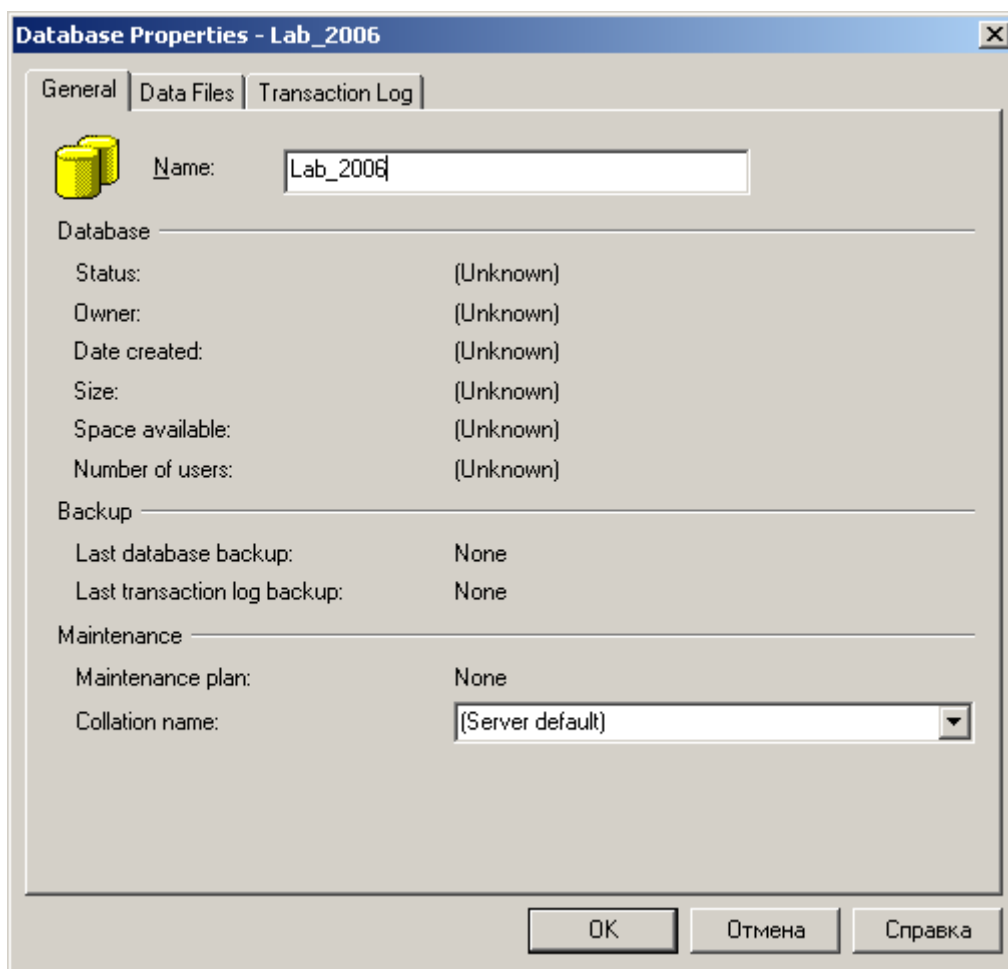 Database Properties - Lab_2006
General Data Files Transaction Log
Name: Lab_2006
Database
Status: (Unknown)
Owner: (Unknown)
Date created: (Unknown)
Size: (Unknown)
Space available: (Unknown)
Number of users: (Unknown)
Backup
Last database backup: None
Last transaction log backup: None
Maintenance
Maintenance plan: None
Collation name: (Server default)
OK Отмена Справка